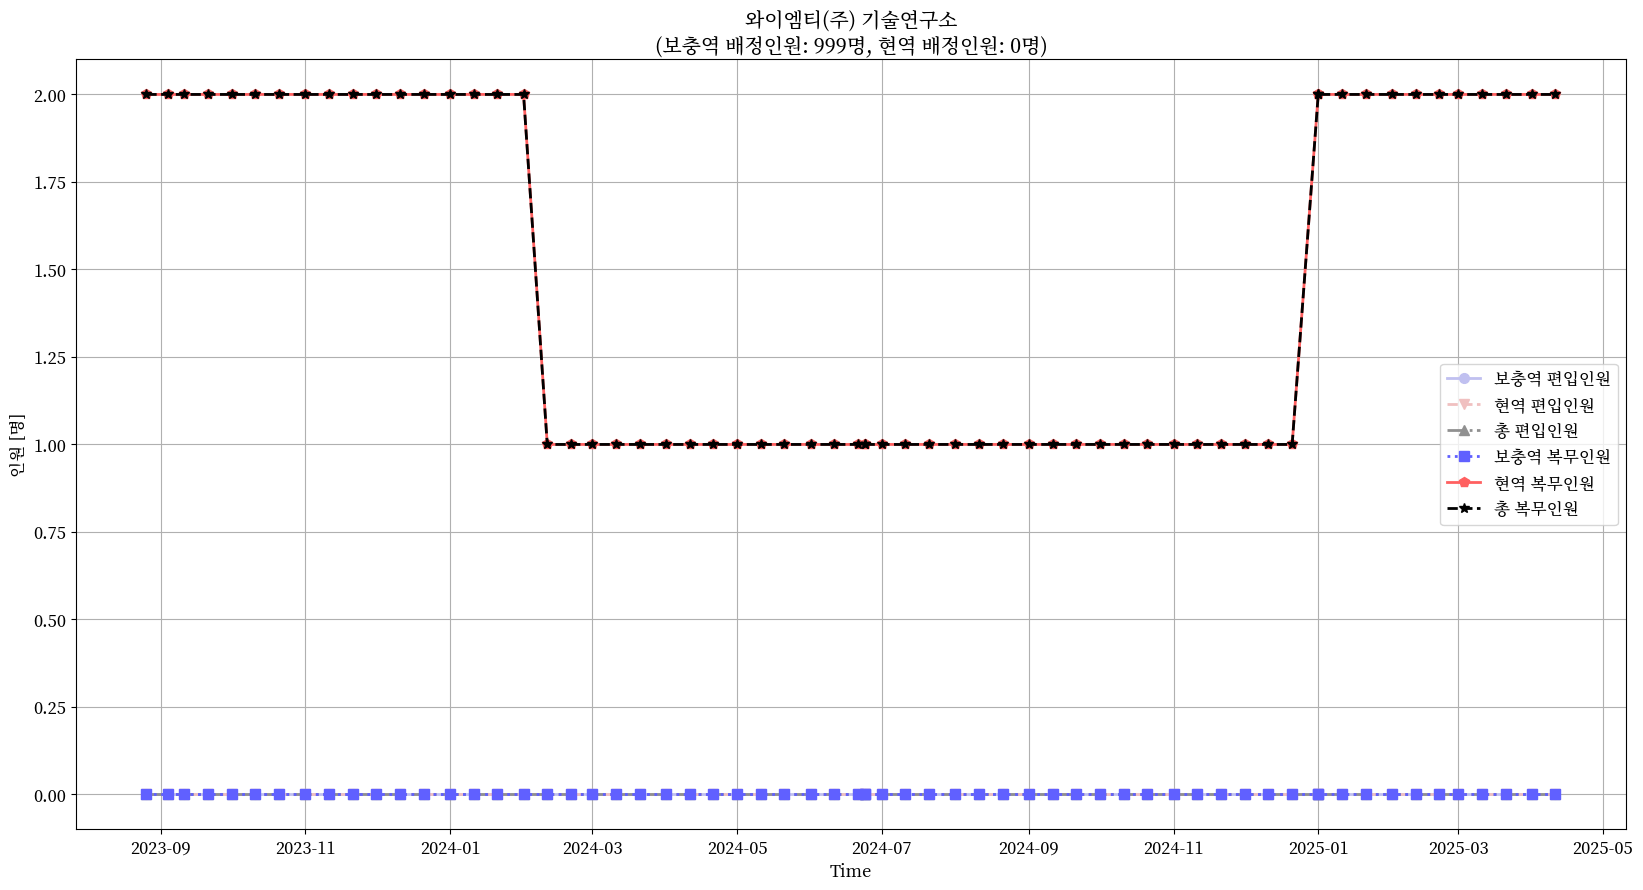 와이엠티(주) 기술연구소
(보충역 배정인원: 999명, 현역 배정인원: 0명)
2.00
1.75
1.50
1.25
1.00
0.75
0.50
0.25
0.00
인원 [명]
보충역 편입인원
현역 편입인원
총 편입인원
보충역 복무인원
현역 복무인원
총 복무인원
2023-09
2023-11
2024-01
2024-03
2024-05
2024-07
2024-09
2024-11
2025-01
2025-03
2025-05
Time